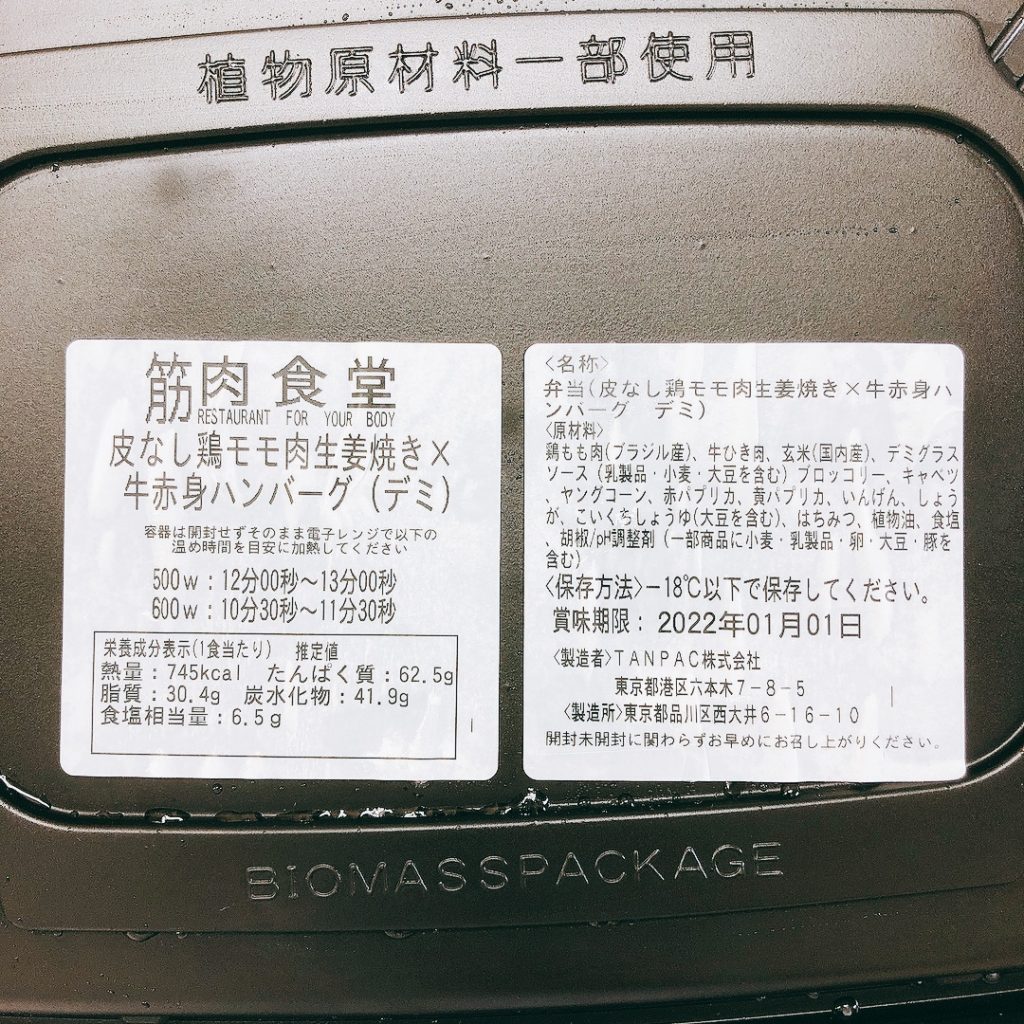 植物原材料一部使用
筋肉食堂
RESTAURANT FOR YOUR BODY
皮なし鶏モモ肉生姜焼き×
牛赤身ハンバーグ（デミ）
容器は開封せずそのまま電子レンジで以下の
温め時間を目安に加熱してください
500w：12分00秒～13分00秒
600w：10分30秒～11分30秒
栄養成分表示(1食当たり)　推定値
熱量：745kcal　たんぱく質：62.5g
脂質：30.4g　炭水化物：41.9g
食塩相当量：6.5g
〈名称〉
弁当(皮なし鶏モモ肉生姜焼き×牛赤身ハ
ンバーグ　デミ)
〈原材料〉
鶏もも肉(ブラジル産)、牛ひき肉、玄米(国内産)、デミグラス
ソース（乳製品・小麦・大豆を含む）ブロッコリー、キャベツ
、ヤングコーン、赤パプリカ、黄パプリカ、いんげん、しょう
が、こいくちしょうゆ(大豆を含む)、はちみつ、植物油、食塩
、胡椒/pH調整剤（一部商品に小麦・乳製品・卵・大豆・豚を
含む）
〈保存方法〉－18℃以下で保存してください。
賞味期限：2022年01月01日
〈製造者〉TANPAC株式会社
東京都港区六本木7－8－5
〈製造所〉東京都品川区西大井6－16－10
開封未開封に関わらずお早めにお召し上がりください。
BIOMASSPACKAGE